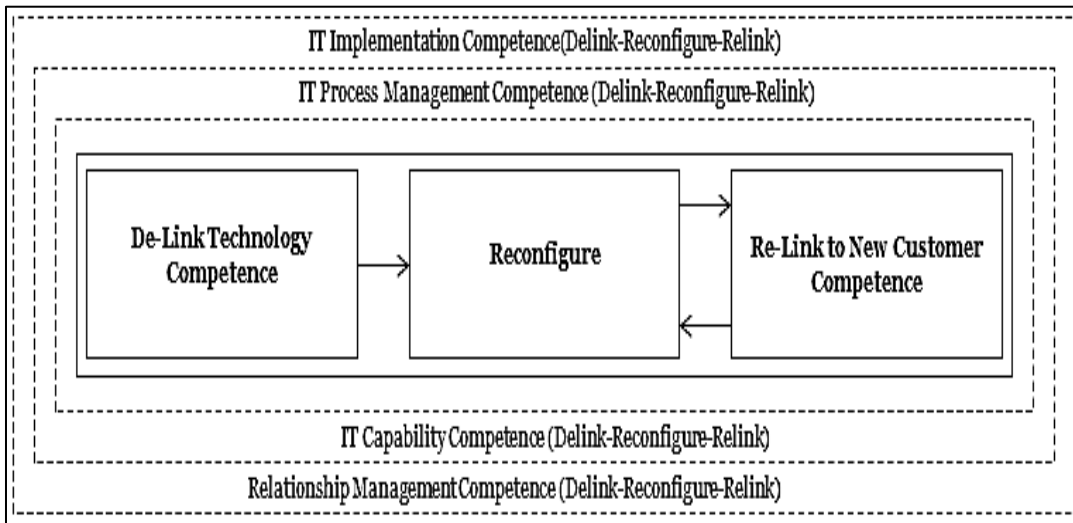 IT Implementation Competence(Delink-Reconfigure-Relink)
IT Process Management Competence (Delink-Reconfigure-Relink)
De-Link Technology
Competence
Reconfigure
Re-Link to New Customer
Competence
IT Capability Competence (Delink-Reconfigure-Relink)
Relationship Management Competence (Delink-Reconfigure-Relink)